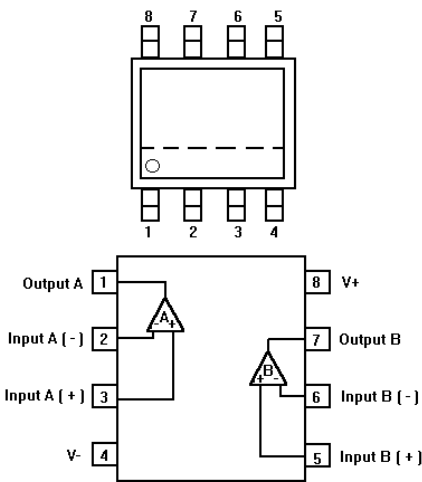 8 7 6 5
1 2 3 4
Output A 1 8 V+
-A+
Input A (-) 2 7 Output B
+B-
Input A (+) 3 6 Input B (-)
V- 4 5 Input B (+)